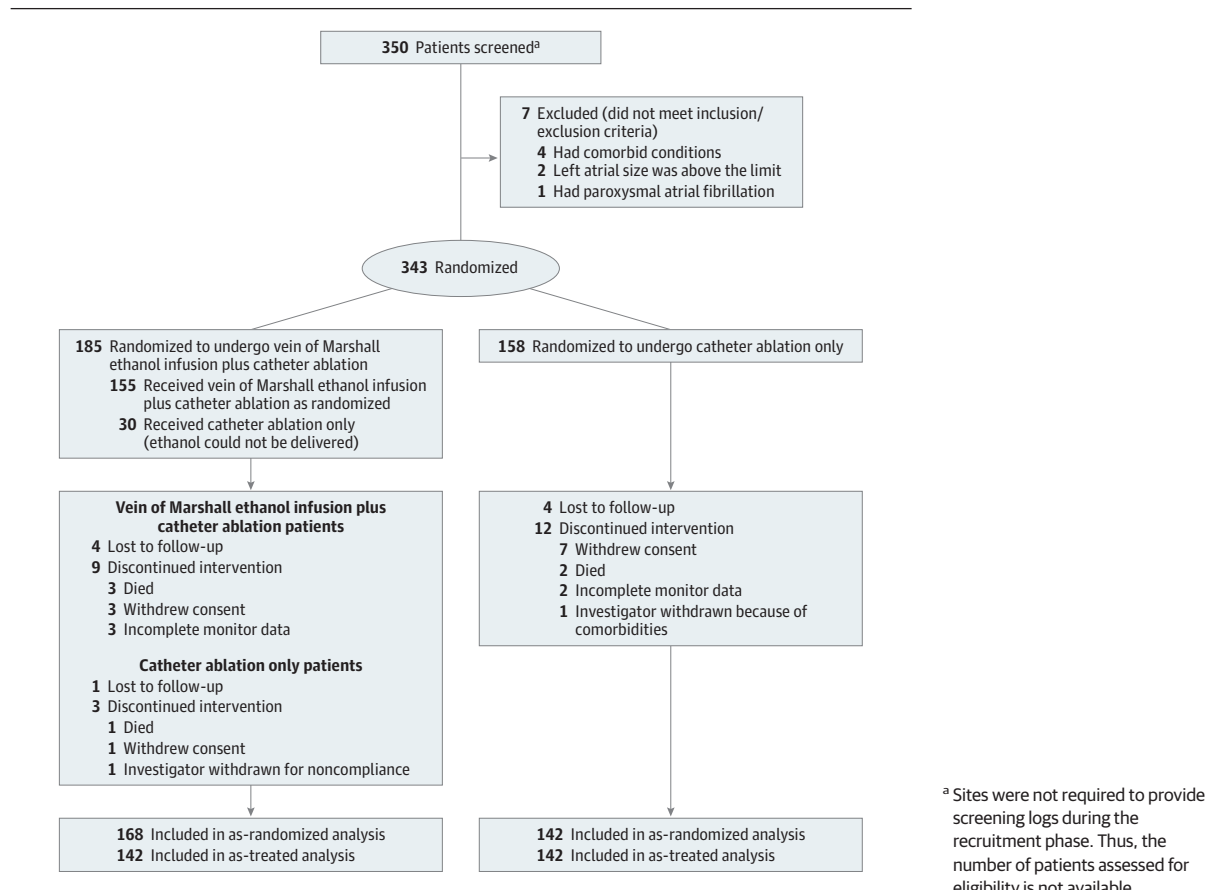 350 Patients screenedᵃ
7 Excluded (did not meet inclusion/
exclusion criteria)
4 Had comorbid conditions
2 Left atrial size was above the limit
1 Had paroxysmal atrial fibrillation
343 Randomized
185 Randomized to undergo vein of Marshall
ethanol infusion plus catheter ablation
155 Received vein of Marshall ethanol infusion
plus catheter ablation as randomized
30 Received catheter ablation only
(ethanol could not be delivered)
158 Randomized to undergo catheter ablation only
Vein of Marshall ethanol infusion plus
catheter ablation patients
4 Lost to follow-up
9 Discontinued intervention
3 Died
3 Withdrew consent
3 Incomplete monitor data
Catheter ablation only patients
1 Lost to follow-up
3 Discontinued intervention
1 Died
1 Withdrew consent
1 Investigator withdrawn for noncompliance
4 Lost to follow-up
12 Discontinued intervention
7 Withdrew consent
2 Died
2 Incomplete monitor data
1 Investigator withdrawn because of
comorbidities
168 Included in as-randomized analysis
142 Included in as-treated analysis
142 Included in as-randomized analysis
142 Included in as-treated analysis
ᵃ Sites were not required to provide
screening logs during the
recruitment phase. Thus, the
number of patients assessed for
eligibility is not available